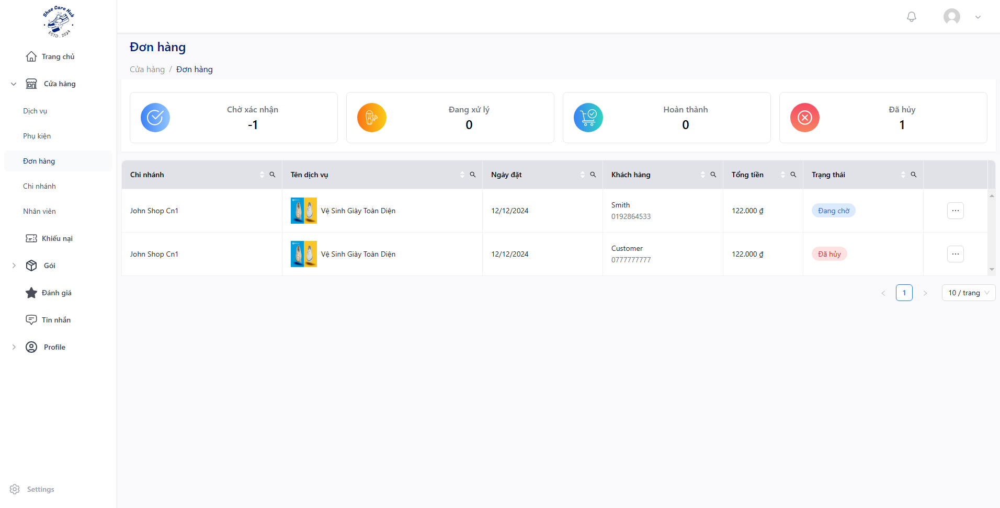 Shoe Care Hub
ESTD . 2024
Trang chủ
Cửa hàng
Dịch vụ
Phụ kiện
Đơn hàng
Chi nhánh
Nhân viên
Khiếu nại
Gói
Đánh giá
Tin nhắn
Profile
Settings
Đơn hàng
Cửa hàng / Đơn hàng
Chờ xác nhận
-1
Đang xử lý
0
Hoàn thành
0
Đã hủy
1
Chi nhánh Tên dịch vụ Ngày đặt Khách hàng Tổng tiền Trạng thái
John Shop Cn1 Vệ Sinh Giày Toàn Diện 12/12/2024 Smith 0192864533 122.000 ₫ Đang chờ
John Shop Cn1 Vệ Sinh Giày Toàn Diện 12/12/2024 Customer 0777777777 122.000 ₫ Đã hủy
1
10 / trang